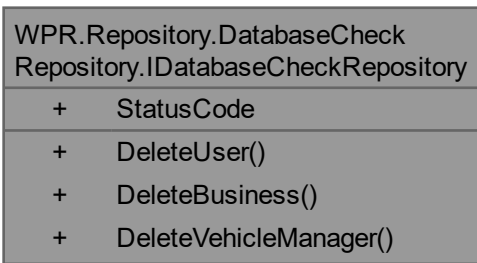 WPR.Repository.DatabaseCheck
Repository.IDatabaseCheckRepository
+ StatusCode
+ DeleteUser()
+ DeleteBusiness()
+ DeleteVehicleManager()